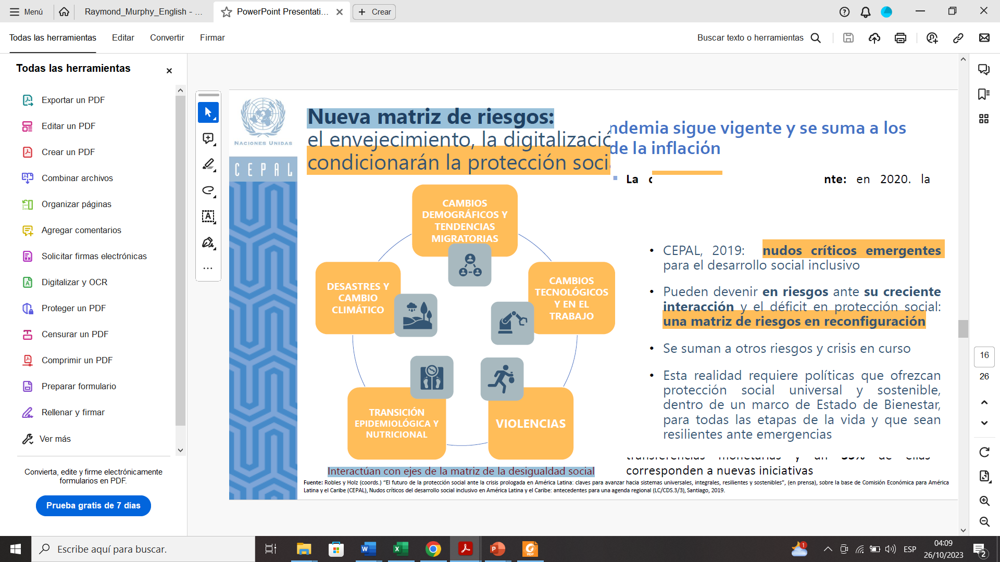 Menú
Raymond_Murphy_English - ...
PowerPoint Presentati...
Crear
Todas las herramientas
Editar
Convertir
Firmar
Buscar texto o herramientas
Todas las herramientas
Exportar un PDF
Editar un PDF
Crear un PDF
Combinar archivos
Organizar páginas
Agregar comentarios
Solicitar firmas electrónicas
Digitalizar y OCR
Proteger un PDF
Censurar un PDF
Comprimir un PDF
Preparar formulario
Rellenar y firmar
Ver más
Convierta, edite y firme electrónicamente
formularios en PDF.
Prueba gratis de 7 días
NACIONES UNIDAS
CEPAL
Nueva matriz de riesgos:
el envejecimiento, la digitalizació
condicionarán la protección soci
ndemia sigue vigente y se suma a los
de la inflación
La
nte: en 2020. la
CAMBIOS
DEMOGRÁFICOS Y
TENDENCIAS
MIGRATORIAS
DESASTRES Y
CAMBIO
CLIMÁTICO
CAMBIOS
TECNOLÓGICOS
Y EN EL
TRABAJO
TRANSICIÓN
EPIDEMIOLÓGICA Y
NUTRICIONAL
VIOLENCIAS
Interactúan con ejes de la matriz de la desigualdad social
• CEPAL, 2019: nudos críticos emergentes
para el desarrollo social inclusivo
• Pueden devenir en riesgos ante su creciente
interacción y el déficit en protección social:
una matriz de riesgos en reconfiguración
• Se suman a otros riesgos y crisis en curso
• Esta realidad requiere políticas que ofrezcan
protección social universal y sostenible,
dentro de un marco de Estado de Bienestar,
para todas las etapas de la vida y que sean
resilientes ante emergencias
corresponden a nuevas iniciativas
Fuente: Robles y Holz (coords.) “El futuro de la protección social ante la crisis prologada en América Latina: claves para avanzar hacia sistemas universales, integrales, resilientes y sostenibles”, (en prensa), sobre la base de Comisión Económica para América
Latina y el Caribe (CEPAL), Nudos críticos del desarrollo social inclusivo en América Latina y el Caribe: antecedentes para una agenda regional (LC/CDS.3/3), Santiago, 2019.
16
26
Escribe aquí para buscar.
1
ESP
04:09
26/10/2023
2